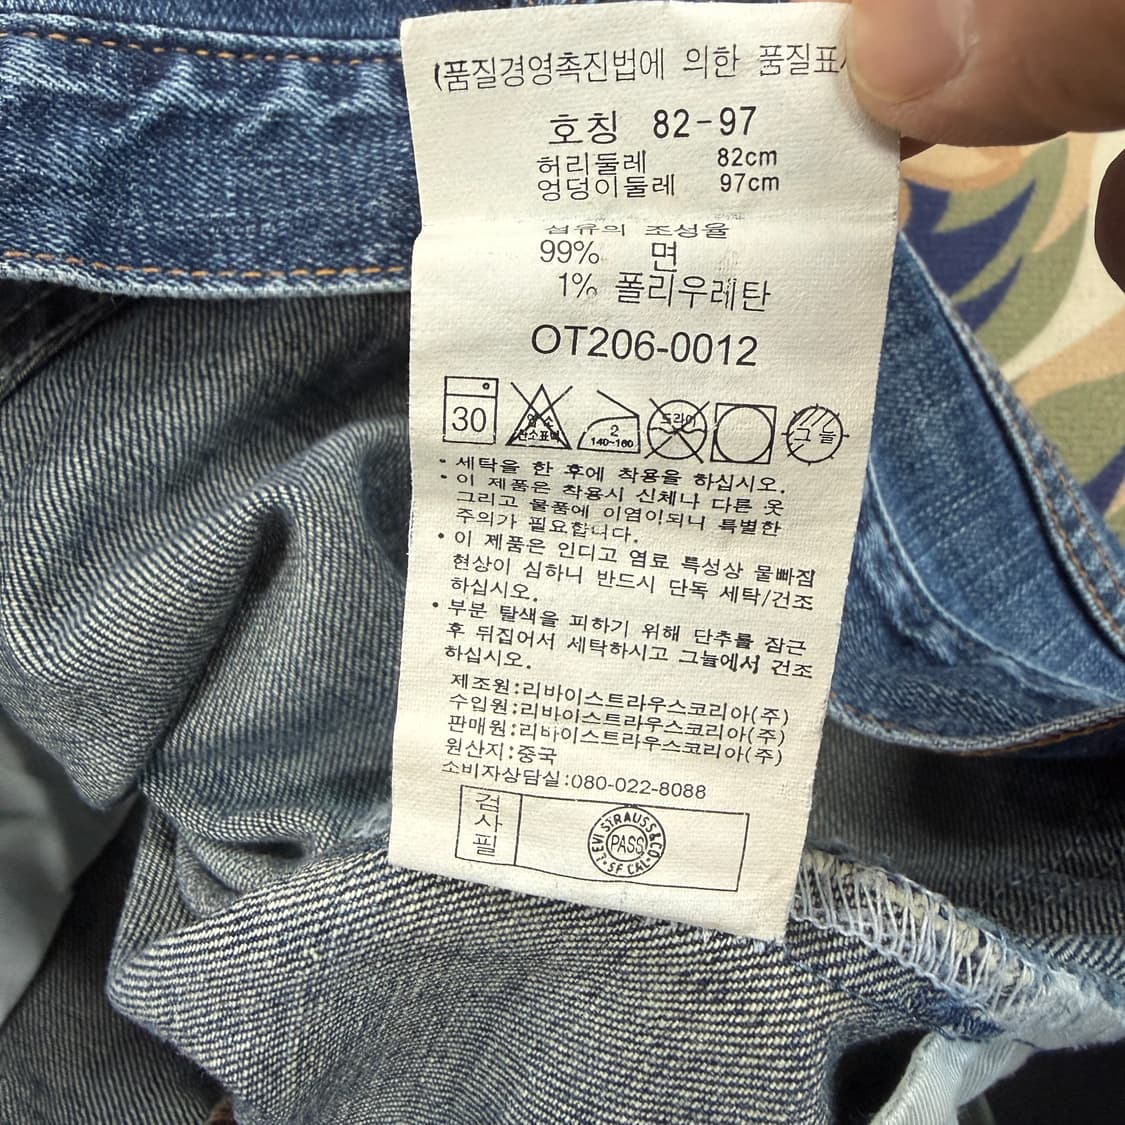 (품질경영촉진법에 의한 품질표
호칭 82-97
허리둘레 82cm
엉덩이둘레 97cm
섬유의 조성율
99% 면
1% 폴리우레탄
OT206-0012
30 염소 산소표백 2 140~160 드라이 그늘
• 세탁을 한 후에 착용을 하십시오.
• 이 제품은 착용시 신체나 다른 옷
그리고 물품에 이염이되니 특별한
주의가 필요합니다.
• 이 제품은 인디고 염료 특성상 물빠짐
현상이 심하니 반드시 단독 세탁/건조
하십시오.
• 부분 탈색을 피하기 위해 단추를 잠근
후 뒤집어서 세탁하시고 그늘에서 건조
하십시오.
제조원:리바이스트라우스코리아(주)
수입원:리바이스트라우스코리아(주)
판매원:리바이스트라우스코리아(주)
원산지:중국
소비자상담실:080-022-8088
검사필
LEVI STRAUSS & CO
PASS
SF CAL